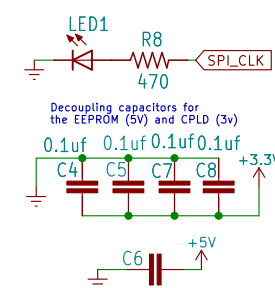 LED1
R8
SPI_CLK
470
Decoupling capacitors for
the EEPROM (5V) and CPLD (3v)
0.1uf 0.1uf 0.1uf 0.1uf
C4 C5 C7 C8
+3.3V
C6
+5V